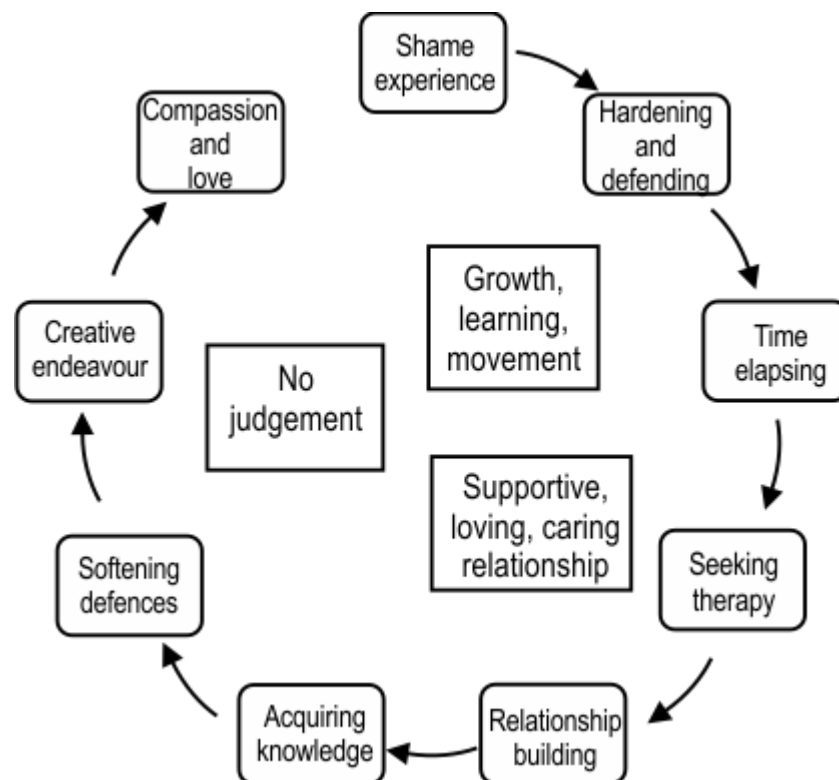 Shame
experience
Hardening
and
defending
Time
elapsing
Seeking
therapy
Relationship
building
Acquiring
knowledge
Softening
defences
Creative
endeavour
Compassion
and
love
Growth,
learning,
movement
No
judgement
Supportive,
loving, caring
relationship